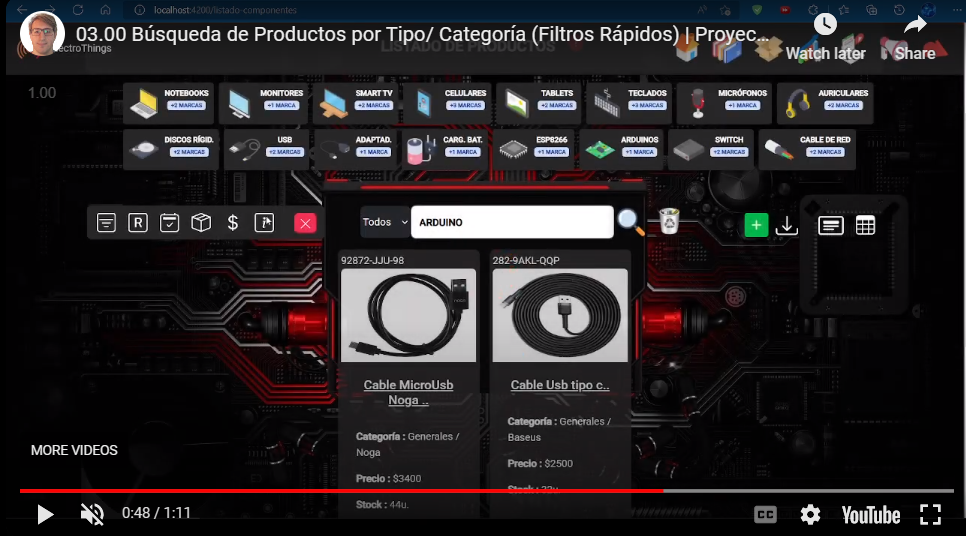 localhost:4200/listado-componentes
03.00 Búsqueda de Productos por Tipo/ Categoría (Filtros Rápidos) | Proyec...
ectroThings
LISTADO DE PRODUCTOS
Watch later
Share
1.00
NOTEBOOKS
+2 MARCAS
MONITORES
+1 MARCA
SMART TV
+2 MARCAS
CELULARES
+3 MARCAS
TABLETS
+2 MARCAS
TECLADOS
+3 MARCAS
MICRÓFONOS
+1 MARCA
AURICULARES
+2 MARCAS
DISCOS RÍGID.
+2 MARCAS
USB
+2 MARCAS
ADAPTAD.
+1 MARCA
CARG. BAT.
+1 MARCA
ESP8266
+1 MARCA
ARDUINOS
+1 MARCA
SWITCH
+2 MARCAS
CABLE DE RED
+2 MARCAS
R
$
Todos
ARDUINO
+
92872-JJU-98
282-9AKL-QQP
Cable MicroUsb
Noga ..
Cable Usb tipo c..
Categoría : Generales /
Noga
Categoría : Generales /
Baseus
Precio : $3400
Precio : $2500
Stock : 44u.
Stock : 33u.
MORE VIDEOS
0:48 / 1:11
CC
YouTube